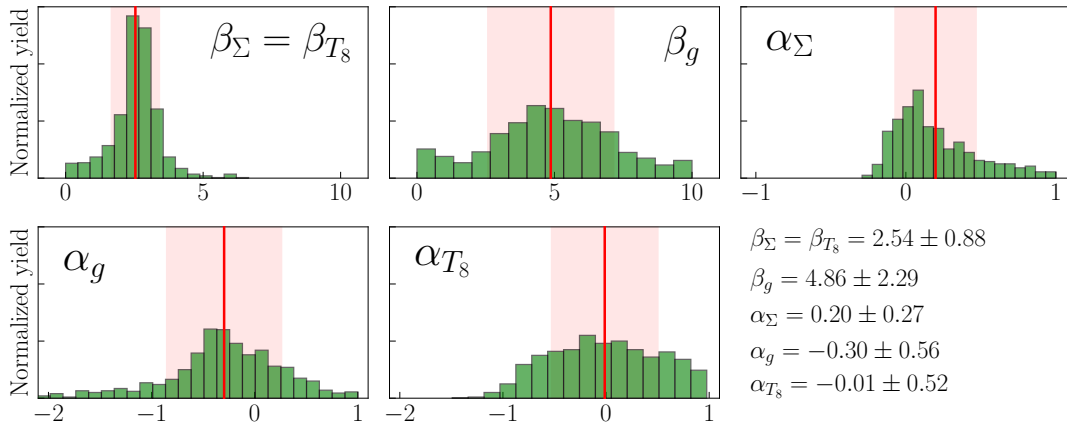 Normalized yield
β_Σ = β_{T_8}
β_g
α_Σ
0 5 10
0 5 10
−1 0 1
Normalized yield
α_g
α_{T_8}
β_Σ = β_{T_8} = 2.54 ± 0.88
β_g = 4.86 ± 2.29
α_Σ = 0.20 ± 0.27
α_g = −0.30 ± 0.56
α_{T_8} = −0.01 ± 0.52
−2 −1 0 1
−2 −1 0 1